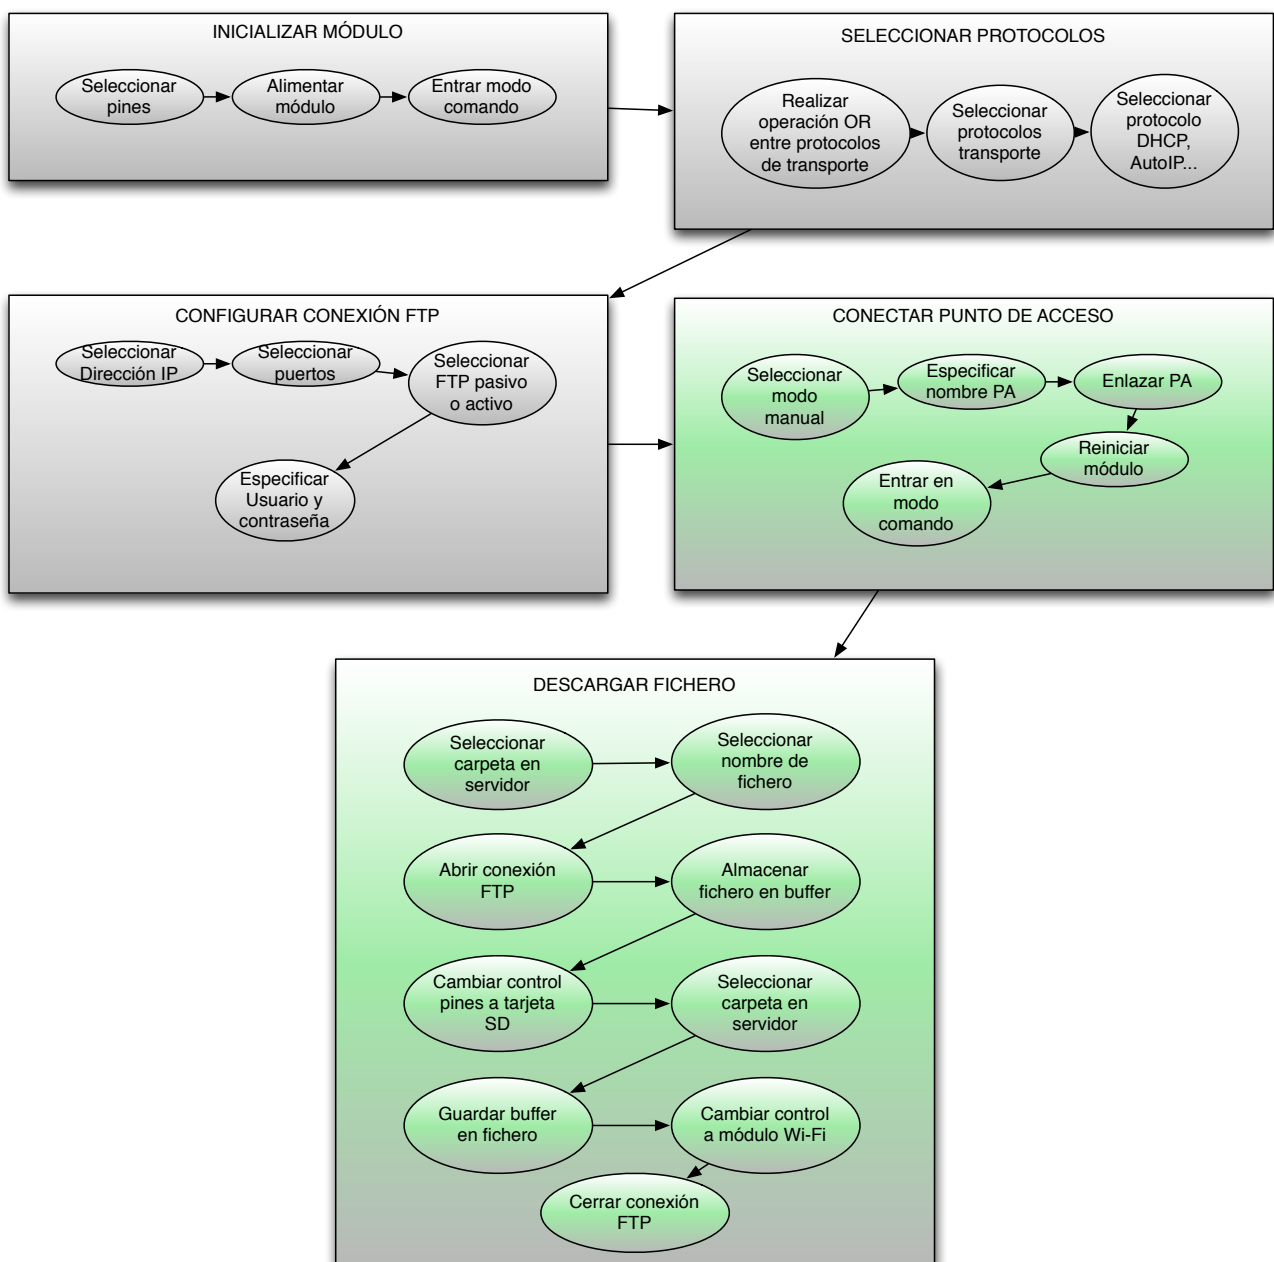 INICIALIZAR MÓDULO
Seleccionar
pines
Alimentar
módulo
Entrar modo
comando
SELECCIONAR PROTOCOLOS
Realizar
operación OR
entre protocolos
de transporte
Seleccionar
protocolos
transporte
Seleccionar
protocolo
DHCP,
AutoIP...
CONFIGURAR CONEXIÓN FTP
Seleccionar
Dirección IP
Seleccionar
puertos
Seleccionar
FTP pasivo
o activo
Especificar
Usuario y
contraseña
CONECTAR PUNTO DE ACCESO
Seleccionar
modo
manual
Especificar
nombre PA
Enlazar PA
Reiniciar
módulo
Entrar en
modo
comando
DESCARGAR FICHERO
Seleccionar
carpeta en
servidor
Seleccionar
nombre de
fichero
Abrir conexión
FTP
Almacenar
fichero en buffer
Cambiar control
pines a tarjeta
SD
Seleccionar
carpeta en
servidor
Guardar buffer
en fichero
Cambiar control
a módulo Wi-Fi
Cerrar conexión
FTP